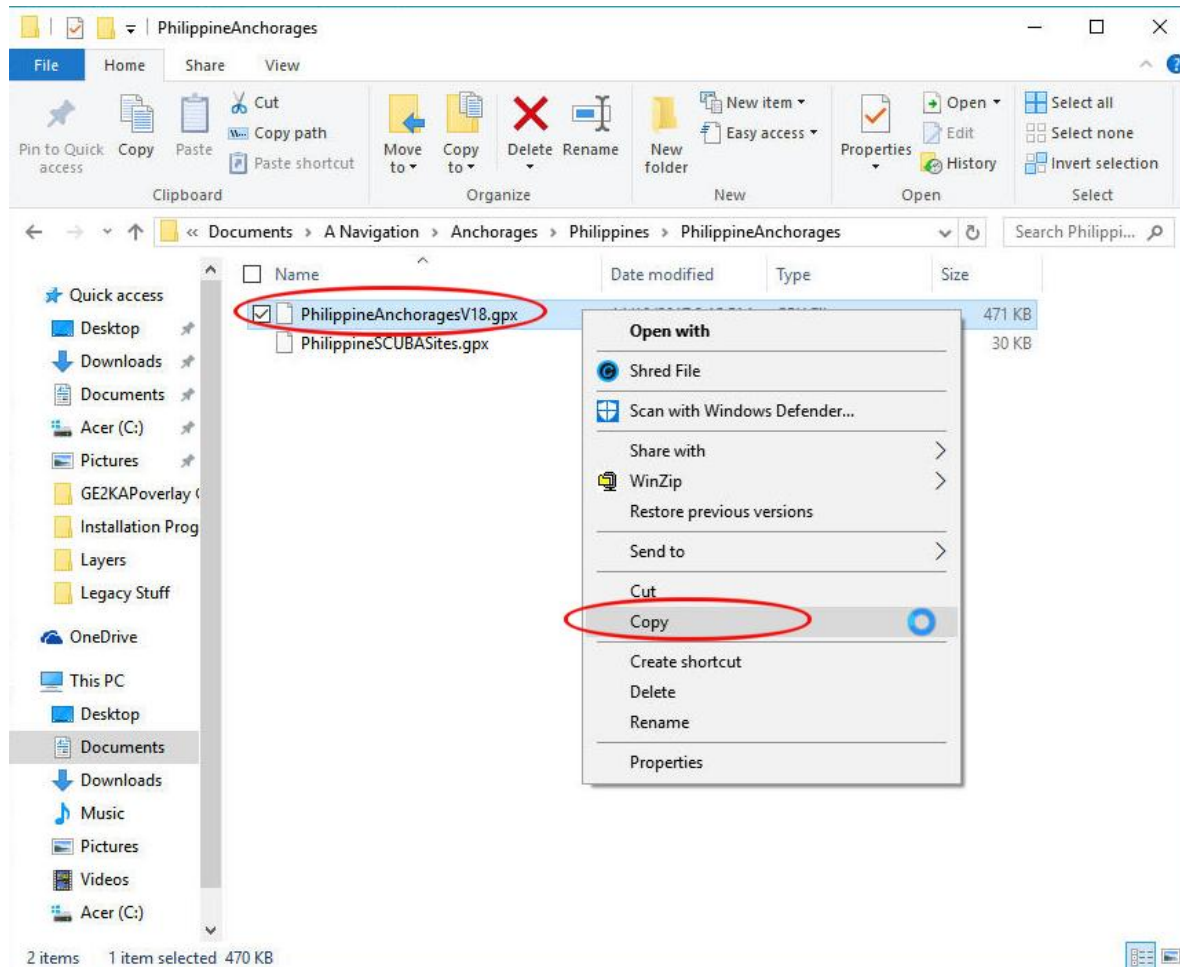 PhilippineAnchorages
File Home Share View
Pin to Quick access
Copy
Paste
Cut
Copy path
Paste shortcut
Move to
Copy to
Delete
Rename
New folder
New item
Easy access
Properties
Open
Edit
History
Select all
Select none
Invert selection
Clipboard Organize New Open Select
« Documents > A Navigation > Anchorages > Philippines > PhilippineAnchorages
Search Philippi...
Name Date modified Type Size
PhilippineAnchoragesV18.gpx 471 KB
PhilippineSCUBASites.gpx 30 KB
Quick access
Desktop
Downloads
Documents
Acer (C:)
Pictures
GE2KAPoverlay
Installation Prog
Layers
Legacy Stuff
OneDrive
This PC
Desktop
Documents
Downloads
Music
Pictures
Videos
Acer (C:)
Open with
Shred File
Scan with Windows Defender...
Share with
WinZip
Restore previous versions
Send to
Cut
Copy
Create shortcut
Delete
Rename
Properties
2 items 1 item selected 470 KB